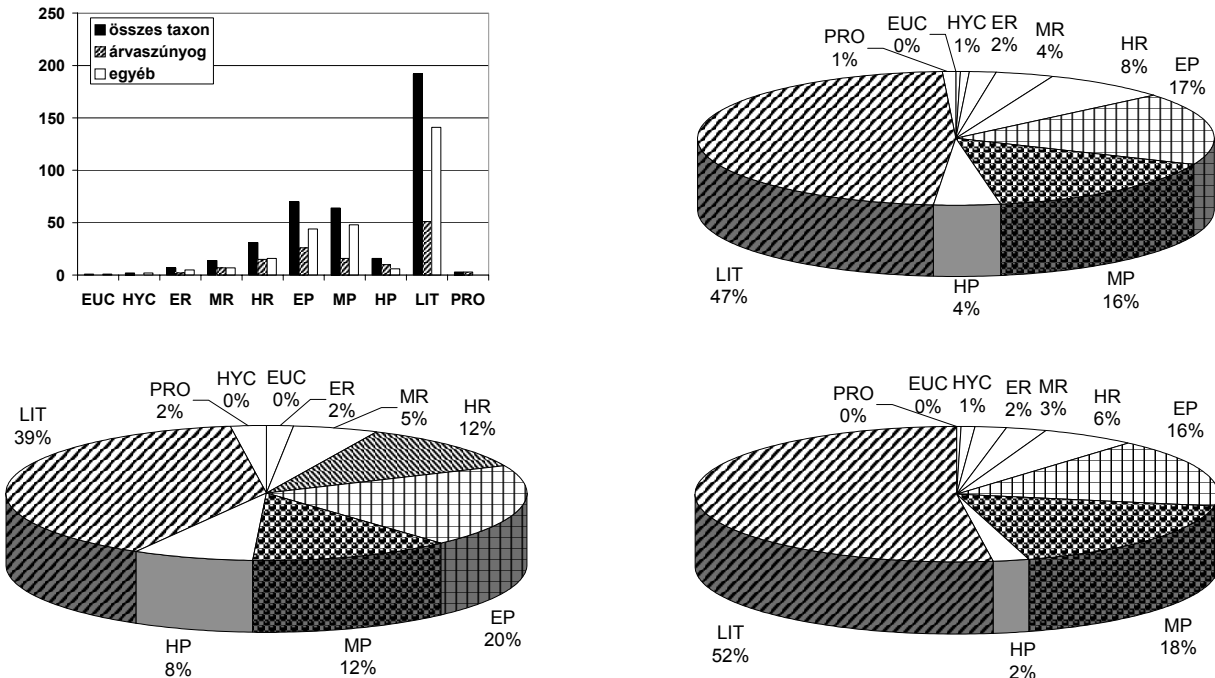 250
200
150
100
50
0
összes taxon
árvaszúnyog
egyéb
EUC HYC ER MR HR EP MP HP LIT PRO
PRO
1%
EUC
0%
HYC
1%
ER
2%
MR
4%
HR
8%
EP
17%
MP
16%
HP
4%
LIT
47%
LIT
39%
PRO
2%
HYC
0%
EUC
0%
ER
2%
MR
5%
HR
12%
EP
20%
MP
12%
HP
8%
PRO
0%
EUC
0%
HYC
1%
ER
2%
MR
3%
HR
6%
EP
16%
MP
18%
HP
2%
LIT
52%